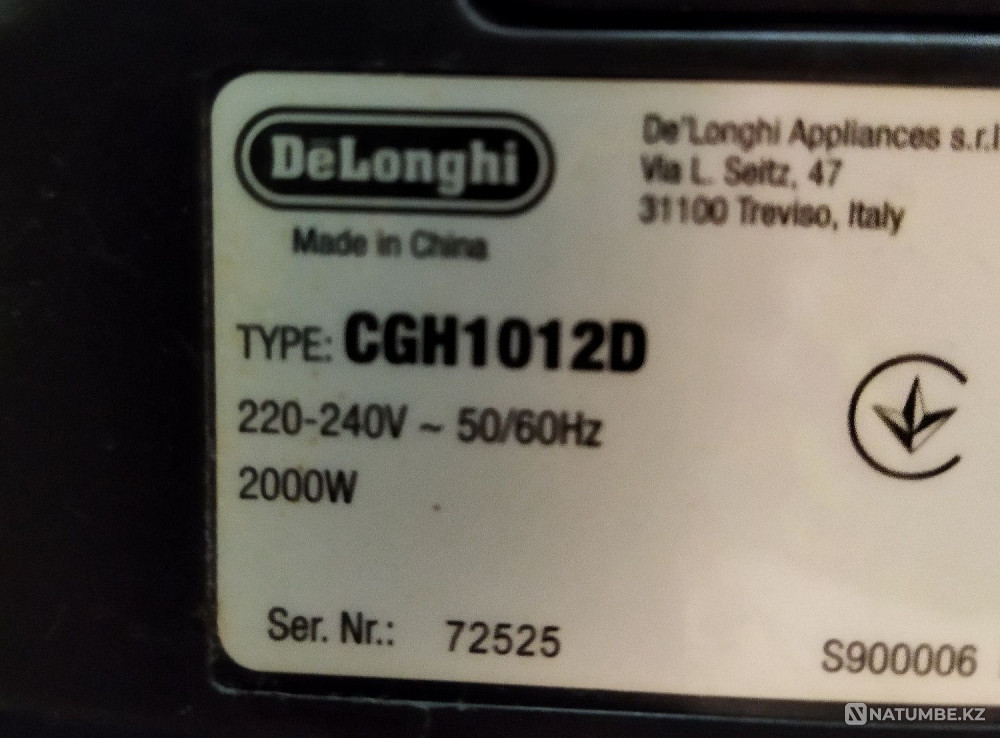 DēLonghi
Made in China
De'Longhi Appliances s.r.l
Via L. Seitz, 47
31100 Treviso, Italy
TYPE: CGH1012D
220-240V ~ 50/60Hz
2000W
Ser. Nr.: 72525
S900006
NATUMBE.KZ